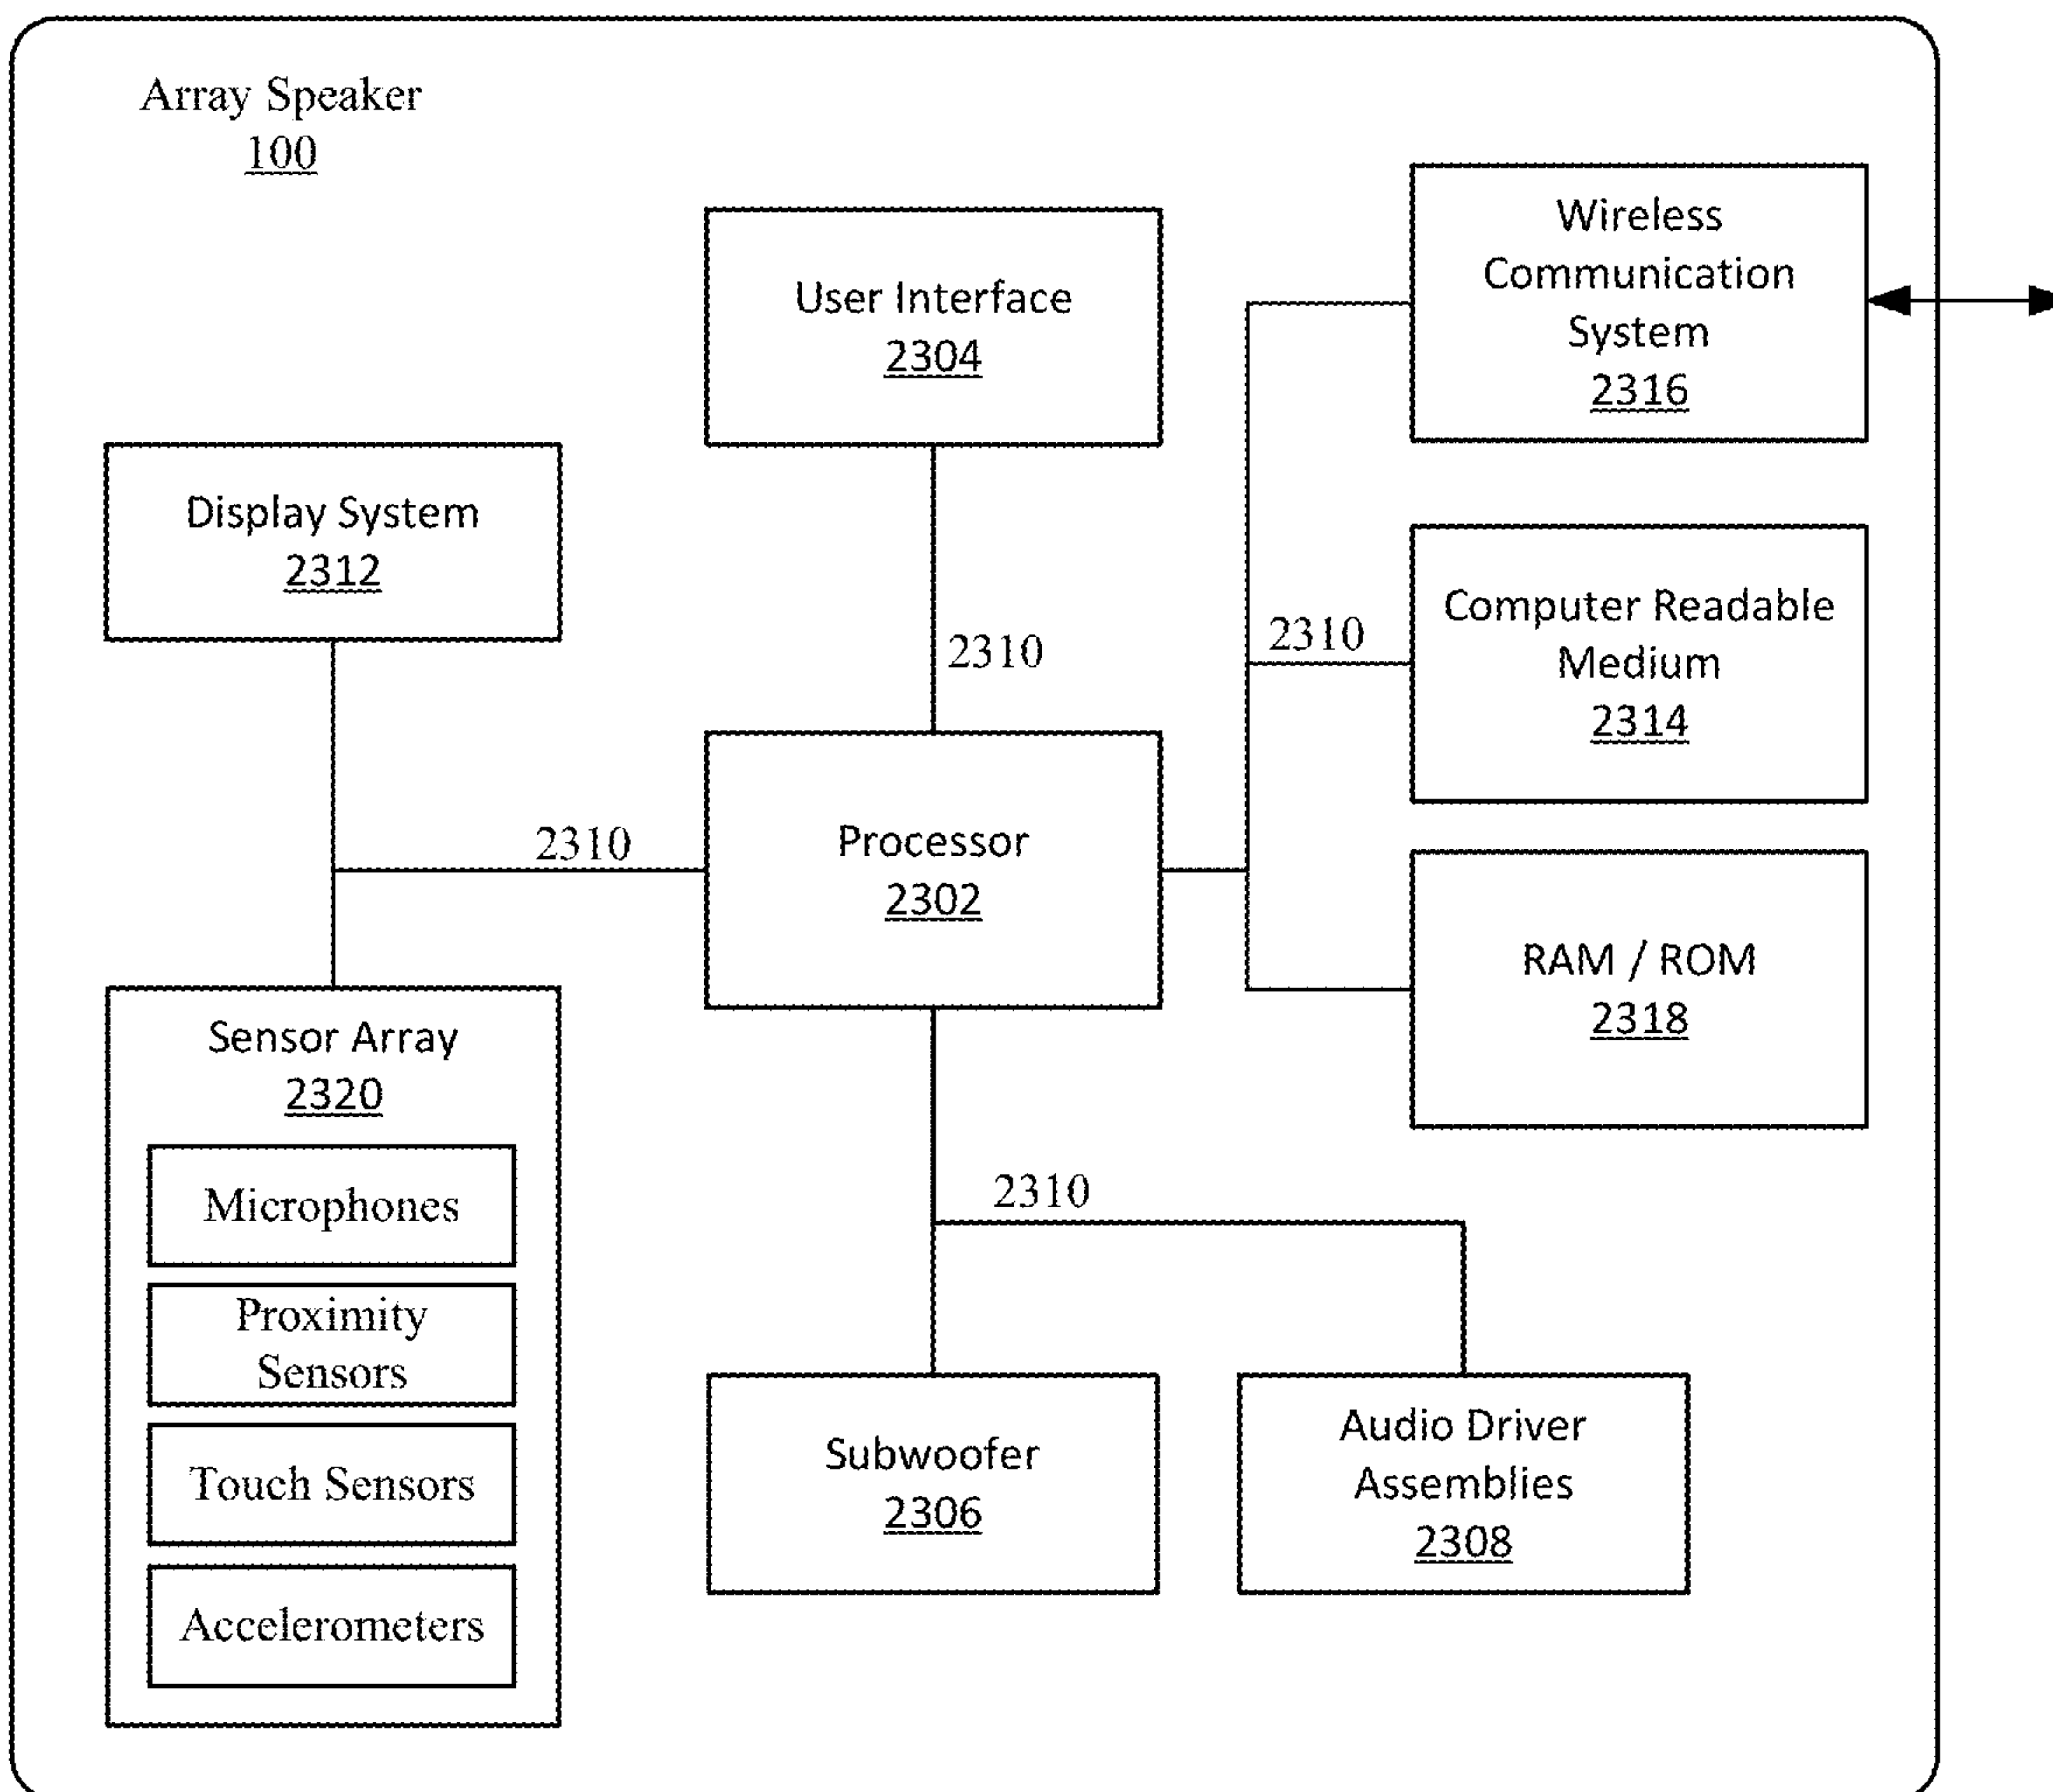 Array Speaker
100
User Interface
2304
Wireless
Communication
System
2316
Display System
2312
2310
2310
Computer Readable
Medium
2314
2310
Processor
2302
RAM / ROM
2318
Sensor Array
2320
Microphones
Proximity
Sensors
Touch Sensors
Accelerometers
2310
Subwoofer
2306
Audio Driver
Assemblies
2308